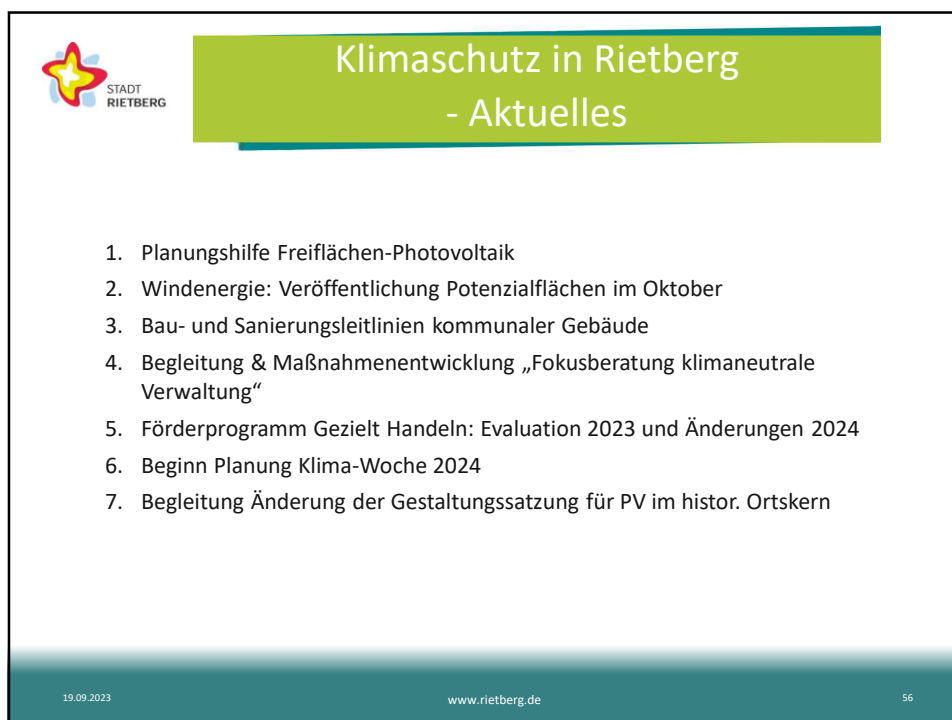 STADT
RIETBERG
Klimaschutz in Rietberg
- Aktuelles
1. Planungshilfe Freiflächen-Photovoltaik
2. Windenergie: Veröffentlichung Potenzialflächen im Oktober
3. Bau- und Sanierungsleitlinien kommunaler Gebäude
4. Begleitung & Maßnahmenentwicklung „Fokusberatung klimaneutrale
Verwaltung“
5. Förderprogramm Gezielt Handeln: Evaluation 2023 und Änderungen 2024
6. Beginn Planung Klima-Woche 2024
7. Begleitung Änderung der Gestaltungssatzung für PV im histor. Ortskern
19.09.2023
www.rietberg.de
56